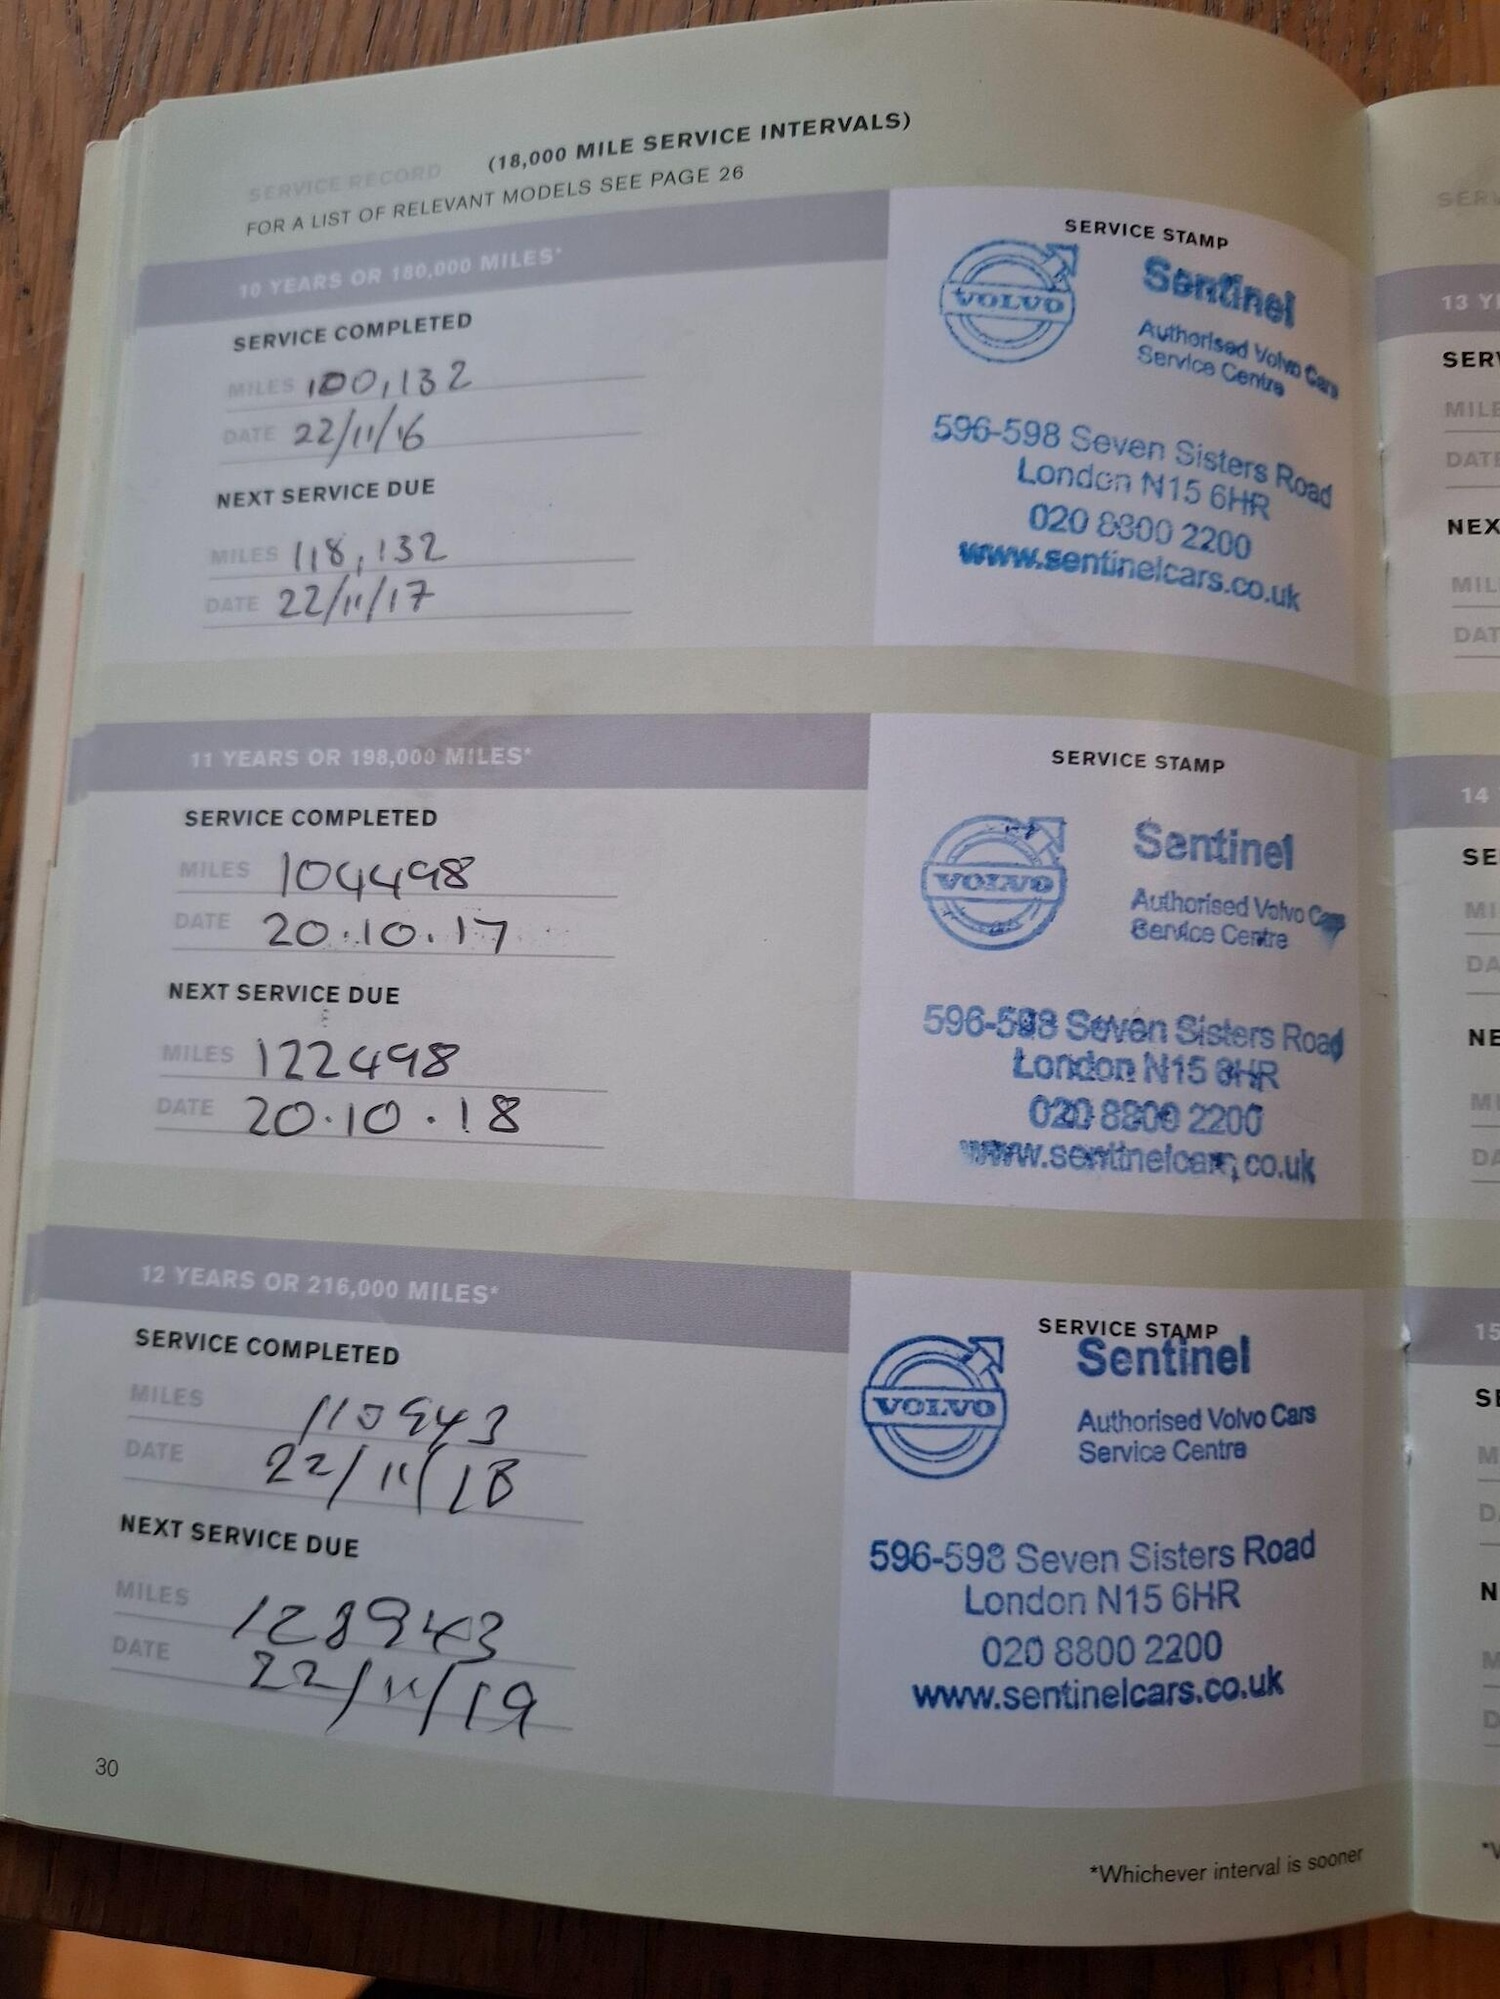 SERVICE RECORD (18,000 MILE SERVICE INTERVALS)
FOR A LIST OF RELEVANT MODELS SEE PAGE 26
10 YEARS OR 180,000 MILES*
SERVICE COMPLETED
MILES 100,132
DATE 22/11/16
NEXT SERVICE DUE
MILES 118,132
DATE 22/11/17
SERVICE STAMP
VOLVO
Sentinel
Authorised Volvo Cars
Service Centre
596-598 Seven Sisters Road
London N15 6HR
020 8800 2200
www.sentinelcars.co.uk
11 YEARS OR 198,000 MILES*
SERVICE COMPLETED
MILES 104498
DATE 20.10.17
NEXT SERVICE DUE
MILES 122498
DATE 20.10.18
SERVICE STAMP
VOLVO
Sentinel
Authorised Volvo Cars
Service Centre
596-598 Seven Sisters Road
London N15 6HR
020 8800 2200
www.sentinelcars.co.uk
12 YEARS OR 216,000 MILES*
SERVICE COMPLETED
MILES 110943
DATE 22/11/18
NEXT SERVICE DUE
MILES 128943
DATE 22/11/19
SERVICE STAMP
VOLVO
Sentinel
Authorised Volvo Cars
Service Centre
596-598 Seven Sisters Road
London N15 6HR
020 8800 2200
www.sentinelcars.co.uk
30
*Whichever interval is sooner
13
14
15